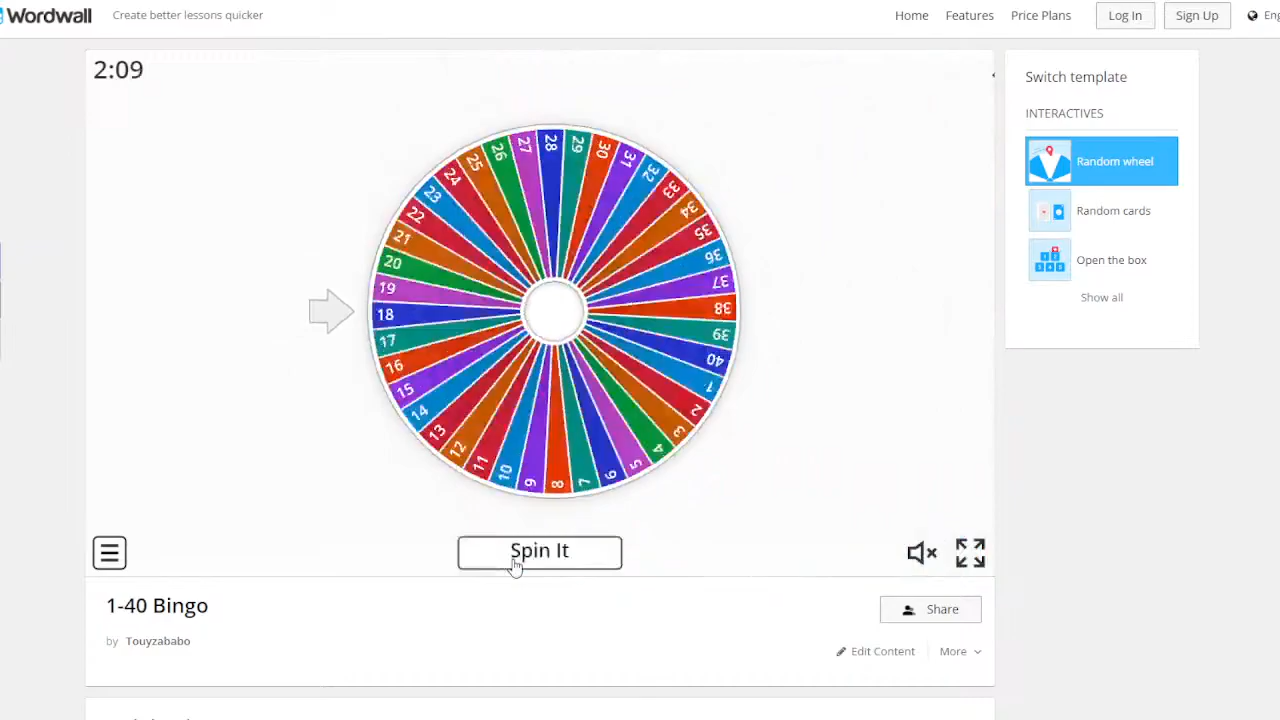 Wordwall
Create better lessons quicker
Home
Features
Price Plans
Log In
Sign Up
Eng
2:09
Switch template
INTERACTIVES
Random wheel
Random cards
Open the box
Show all
1
2
3
4
5
6
7
8
9
10
11
12
13
14
15
16
17
18
19
20
21
22
23
24
25
26
27
28
29
30
31
32
33
34
35
36
37
38
39
40
Spin It
1-40 Bingo
Share
by Touyzababo
Edit Content
More